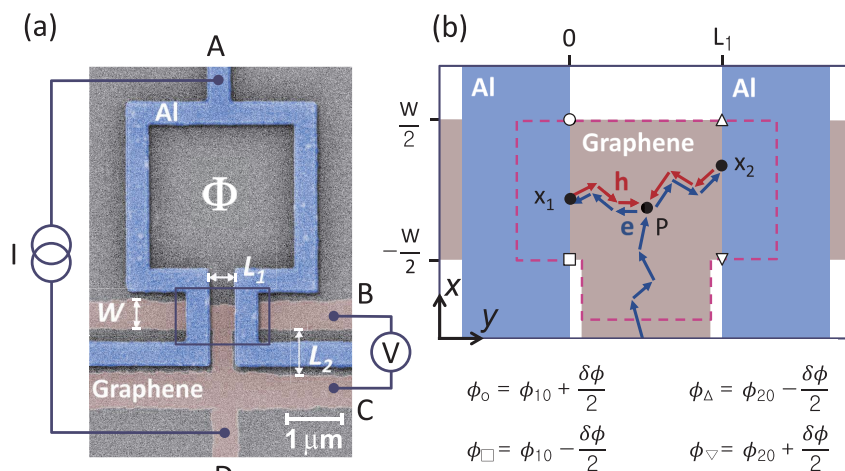 (a)
A
Al
Φ
I
L₁
W
B
L₂
V
Graphene
C
1 μm
D
(b)
0
L₁
Al
Al
W/2
Graphene
h
x₂
x₁
e
P
-W/2
x
y
ϕ○ = ϕ₁₀ + δϕ/2
ϕ△ = ϕ₂₀ − δϕ/2
ϕ□ = ϕ₁₀ − δϕ/2
ϕ▽ = ϕ₂₀ + δϕ/2